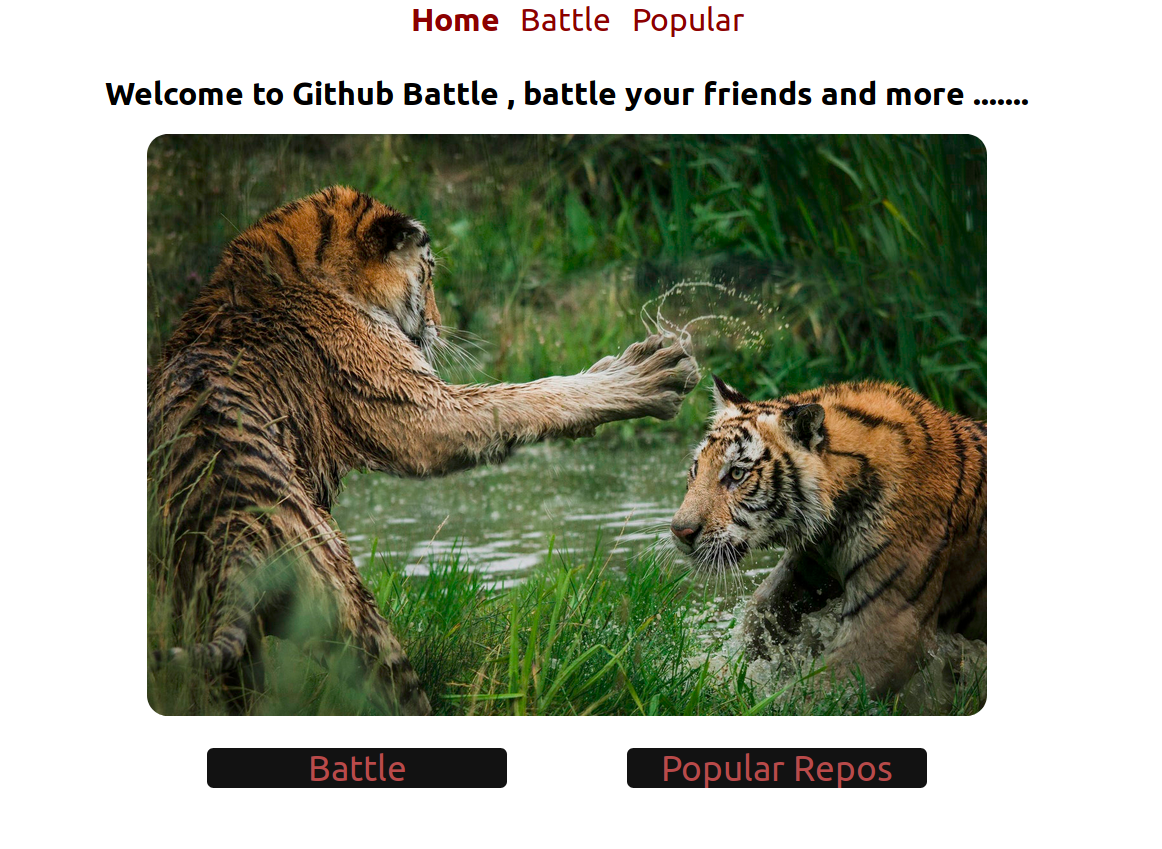 Home Battle Popular
Welcome to Github Battle , battle your friends and more .......
Battle Popular Repos